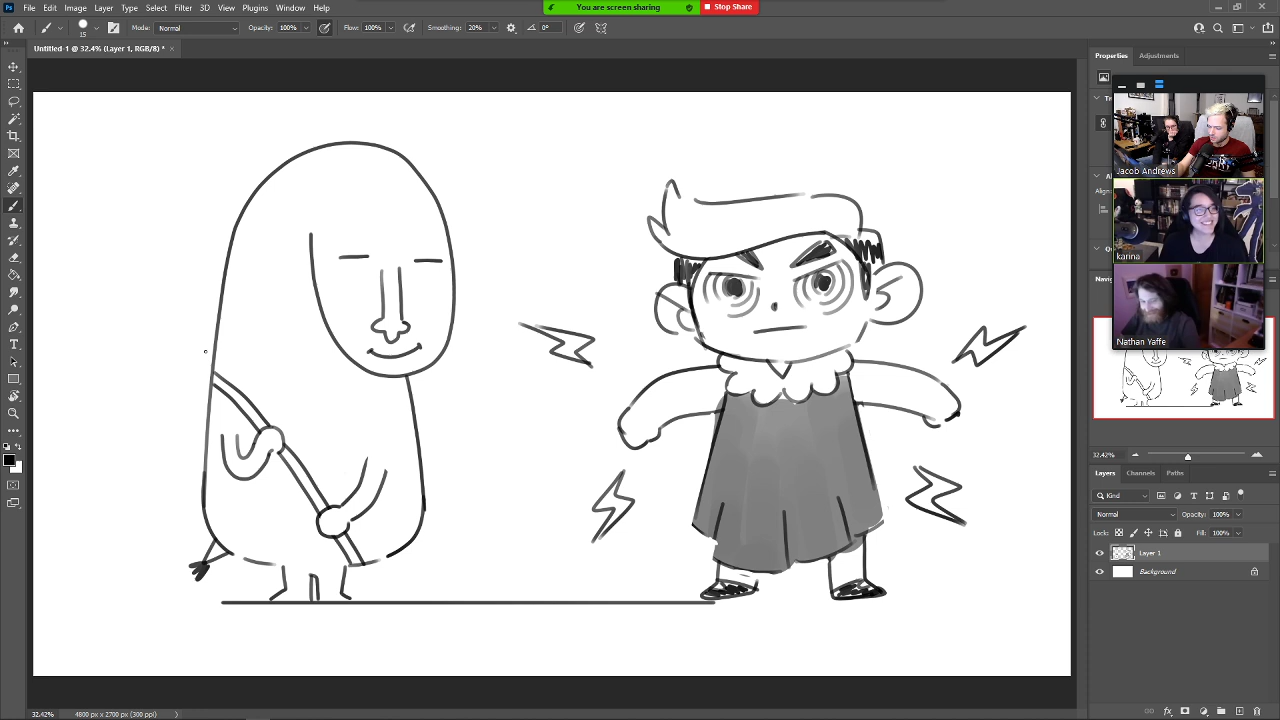 File Edit Image Layer Type Select Filter 3D View Plugins Window Help
You are screen sharing Stop Share
15 Mode: Normal Opacity: 100% Flow: 100% Smoothing: 20% 0°
Untitled-1 @ 32.4% (Layer 1, RGB/8) *
Properties Adjustments
Jacob Andrews
karina
Nathan Yaffe
32.42%
Layers Channels Paths
Kind
Normal Opacity: 100%
Lock: Fill: 100%
Layer 1
Background
32.42% 4800 px x 2700 px (300 ppi)